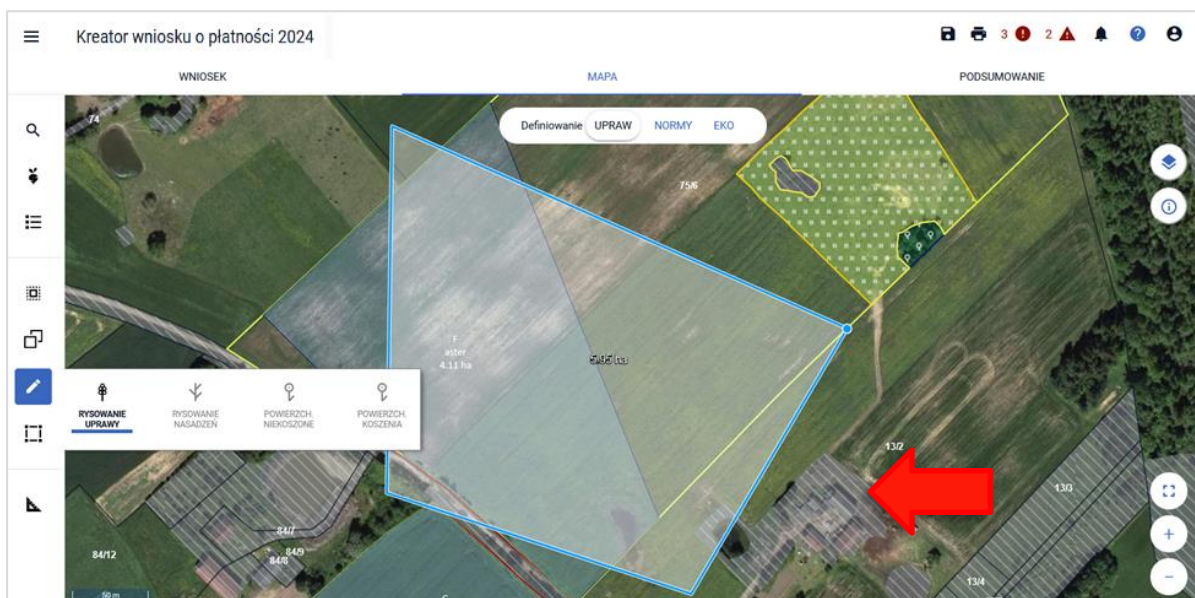 Kreator wniosku o płatności 2024
3
2
WNIOSEK
MAPA
PODSUMOWANIE
Definiowanie UPRAW NORMY EKO
74
75/6
F
aster
4.11 ha
5.95 ha
RYSOWANIE
UPRAWY
RYSOWANIE
NASADZEŃ
POWIERZCH.
NIEKOSZONE
POWIERZCH.
KOSZENIA
13/2
13/3
84/7
84/9
84/8
84/12
13/4
50 m